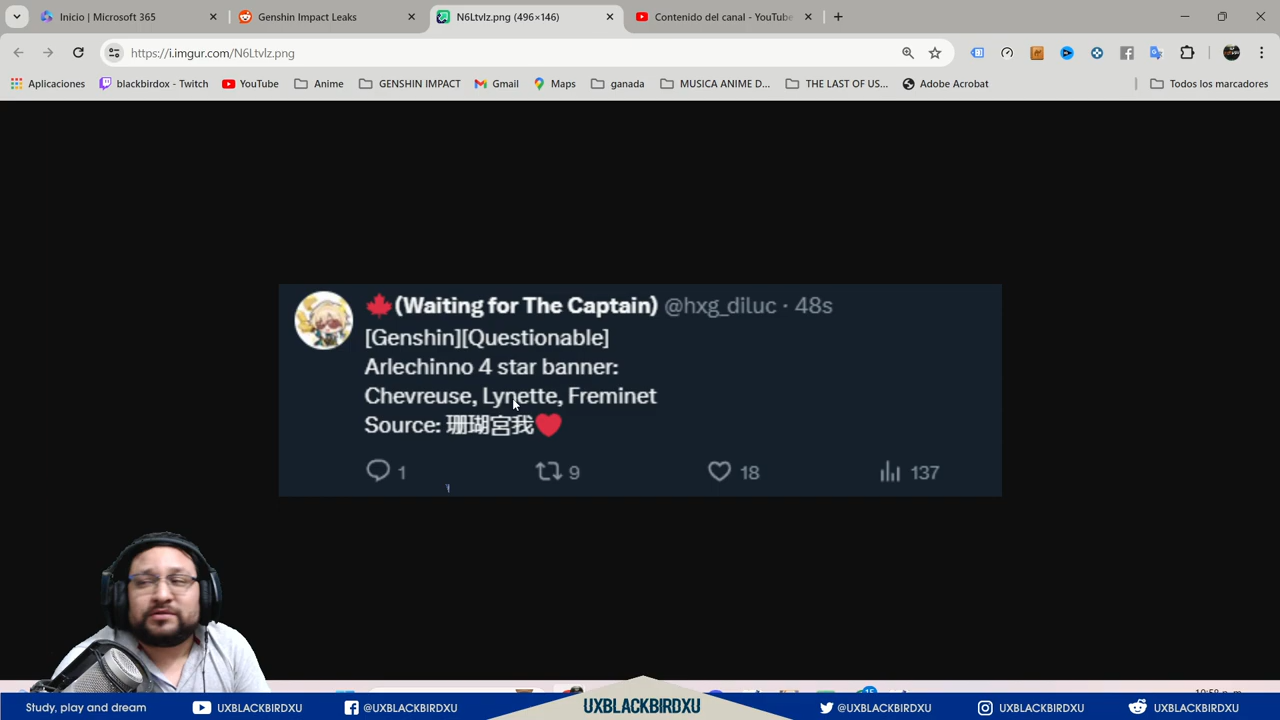 Inicio | Microsoft 365
Genshin Impact Leaks
N6Ltvlz.png (496×146)
Contenido del canal - YouTube
https://i.imgur.com/N6Ltvlz.png
Aplicaciones
blackbirdox - Twitch
YouTube
Anime
GENSHIN IMPACT
Gmail
Maps
ganada
MUSICA ANIME D...
THE LAST OF US...
Adobe Acrobat
Todos los marcadores
(Waiting for The Captain) @hxg_diluc · 48s
[Genshin][Questionable]
Arlechinno 4 star banner:
Chevreuse, Lynette, Freminet
Source: 珊瑚宮我❤️
1 9 18 137
Study, play and dream
UXBLACKBIRDXU
@UXBLACKBIRDXU
UXBLACKBIRDXU
@UXBLACKBIRDXU
UXBLACKBIRDXU
UXBLACKBIRDXU